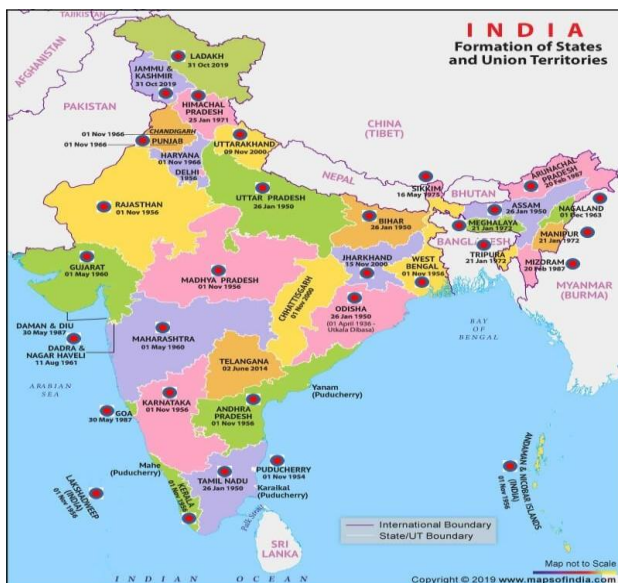 INDIA
Formation of States
and Union Territories
TAJIKISTAN
AFGHANISTAN
PAKISTAN
CHINA
(TIBET)
NEPAL
BHUTAN
BANGLADESH
MYANMAR
(BURMA)
LADAKH
31 Oct 2019
JAMMU &
KASHMIR
31 Oct 2019
HIMACHAL
PRADESH
25 Jan 1971
01 Nov 1966
CHANDIGARH
01 Nov 1966
PUNJAB
UTTARAKHAND
09 Nov 2000
HARYANA
01 Nov 1966
DELHI
1956
RAJASTHAN
01 Nov 1956
UTTAR PRADESH
26 Jan 1950
BIHAR
26 Jan 1950
SIKKIM
16 May 1975
ARUNACHAL
PRADESH
20 Feb 1987
ASSAM
26 Jan 1950
NAGALAND
01 Dec 1963
MEGHALAYA
21 Jan 1972
MANIPUR
21 Jan 1972
TRIPURA
21 Jan 1972
MIZORAM
20 Feb 1987
GUJARAT
01 May 1960
MADHYA PRADESH
01 Nov 1956
JHARKHAND
15 Nov 2000
WEST
BENGAL
01 Nov 1956
CHHATTISGARH
01 Nov 2000
ODISHA
26 Jan 1950
(01 April 1936 -
Utkala Dibasa)
DAMAN & DIU
30 May 1987
DADRA &
NAGAR HAVELI
11 Aug 1961
MAHARASHTRA
01 May 1960
TELANGANA
02 June 2014
BAY
OF
BENGAL
ARABIAN
SEA
Yanam
(Puducherry)
GOA
30 May 1987
KARNATAKA
01 Nov 1956
ANDHRA
PRADESH
01 Nov 1956
Mahe
(Puducherry)
PUDUCHERRY
01 Nov 1954
Karaikal (Puducherry)
TAMIL NADU
26 Jan 1950
KERALA
01 Nov 1956
LAKSHADWEEP
(INDIA)
01 Nov 1956
ANDAMAN & NICOBAR ISLANDS
(INDIA)
01 Nov 1956
Palk Strait
SRI
LANKA
INDIAN OCEAN
International Boundary
State/UT Boundary
Map not to Scale
Copyright © 2019 www.mapsofindia.com